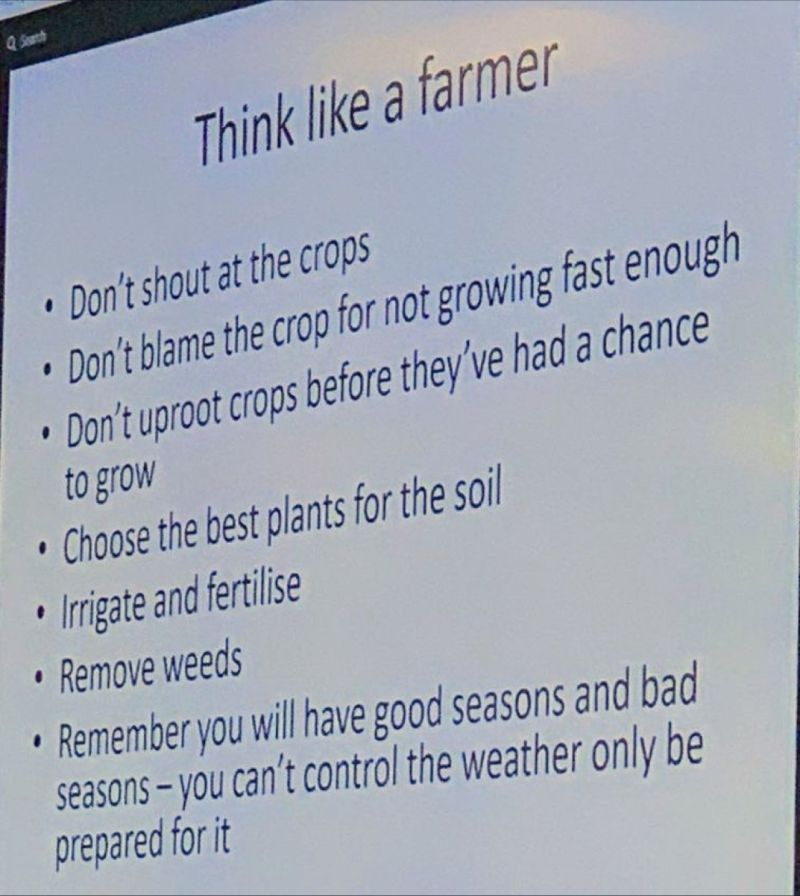 Search
Think like a farmer
• Don't shout at the crops
• Don't blame the crop for not growing fast enough
• Don't uproot crops before they've had a chance
to grow
• Choose the best plants for the soil
• Irrigate and fertilise
• Remove weeds
• Remember you will have good seasons and bad
seasons – you can't control the weather only be
prepared for it